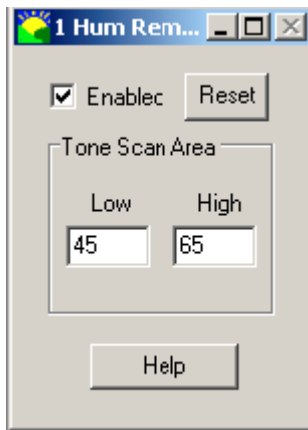 1 Hum Rem...
Enablec Reset
Tone Scan Area
Low High
45 65
Help